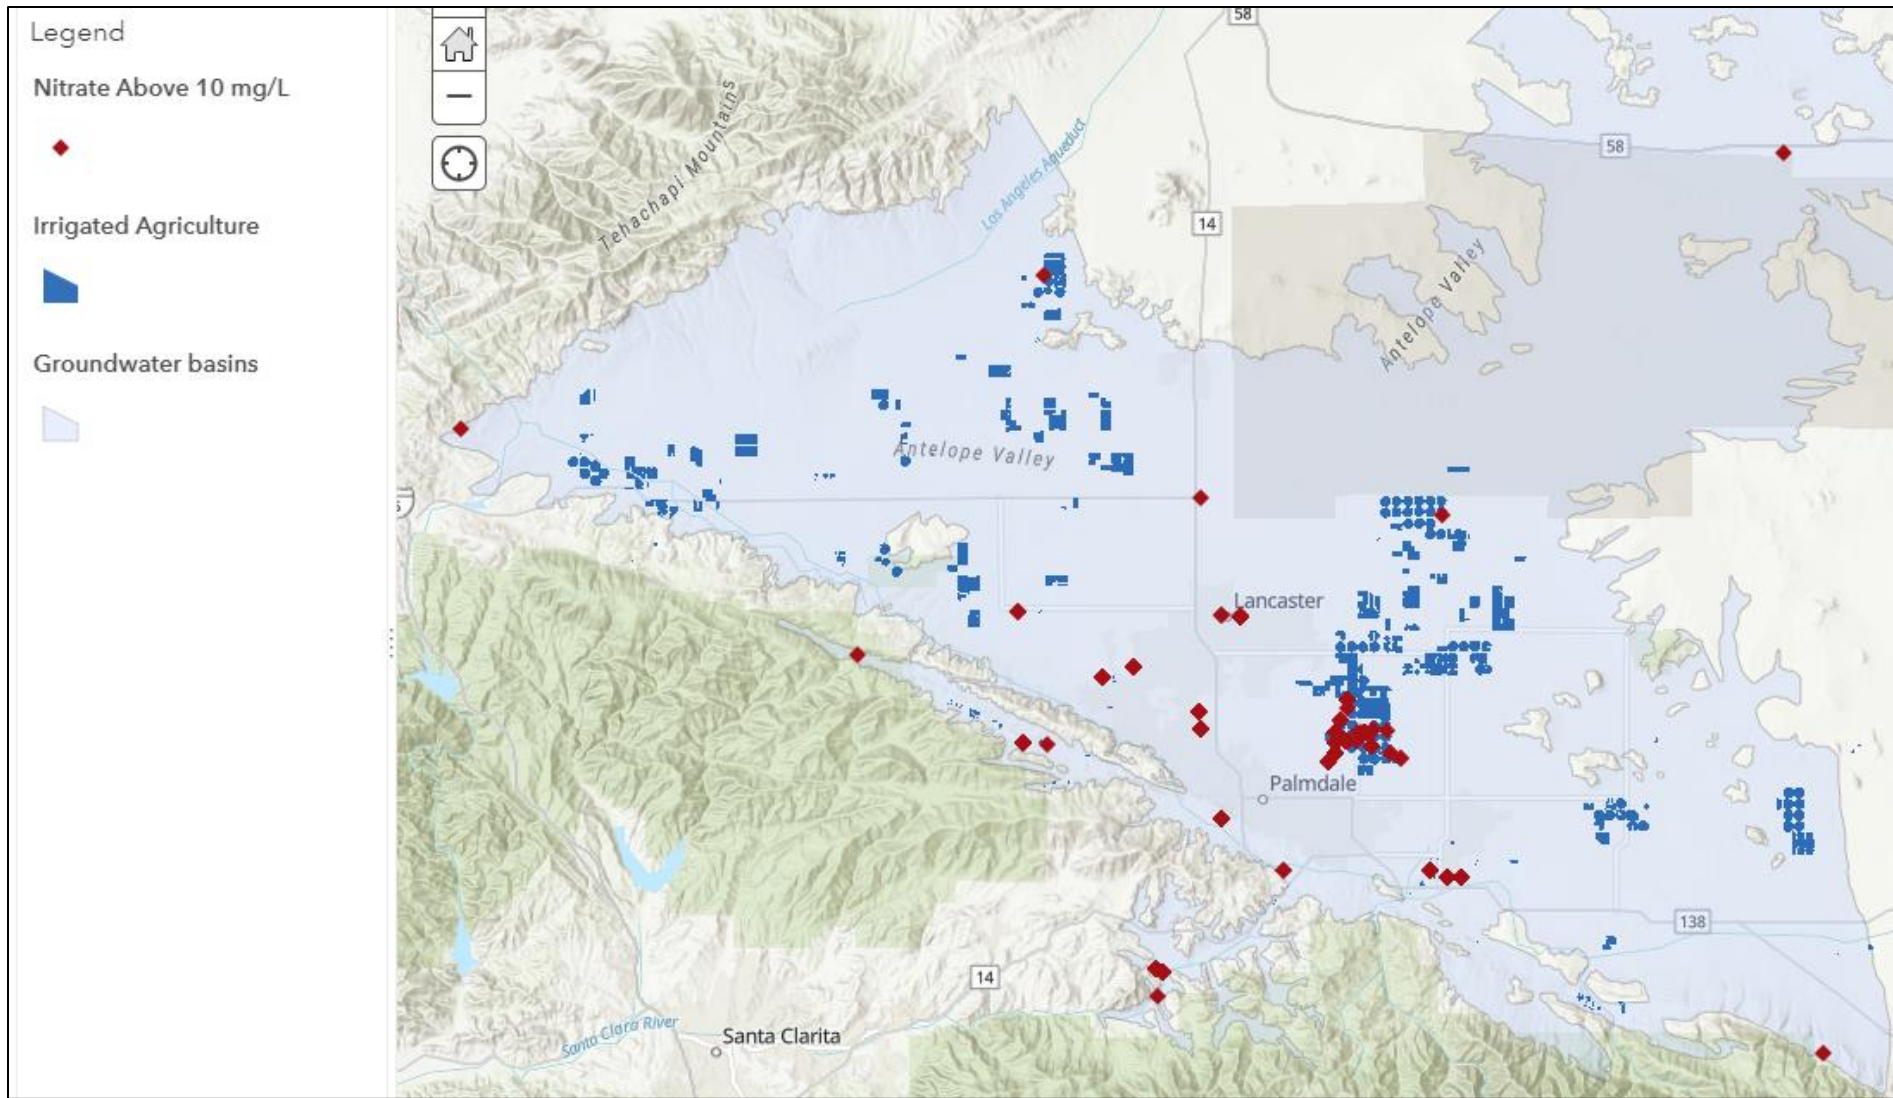 Legend
Nitrate Above 10 mg/L
Irrigated Agriculture
Groundwater basins
58
Tehachapi Mountains
Los Angeles Aqueduct
58
14
Antelope Valley
Antelope Valley
Lancaster
Palmdale
138
14
Santa Clara River
Santa Clarita